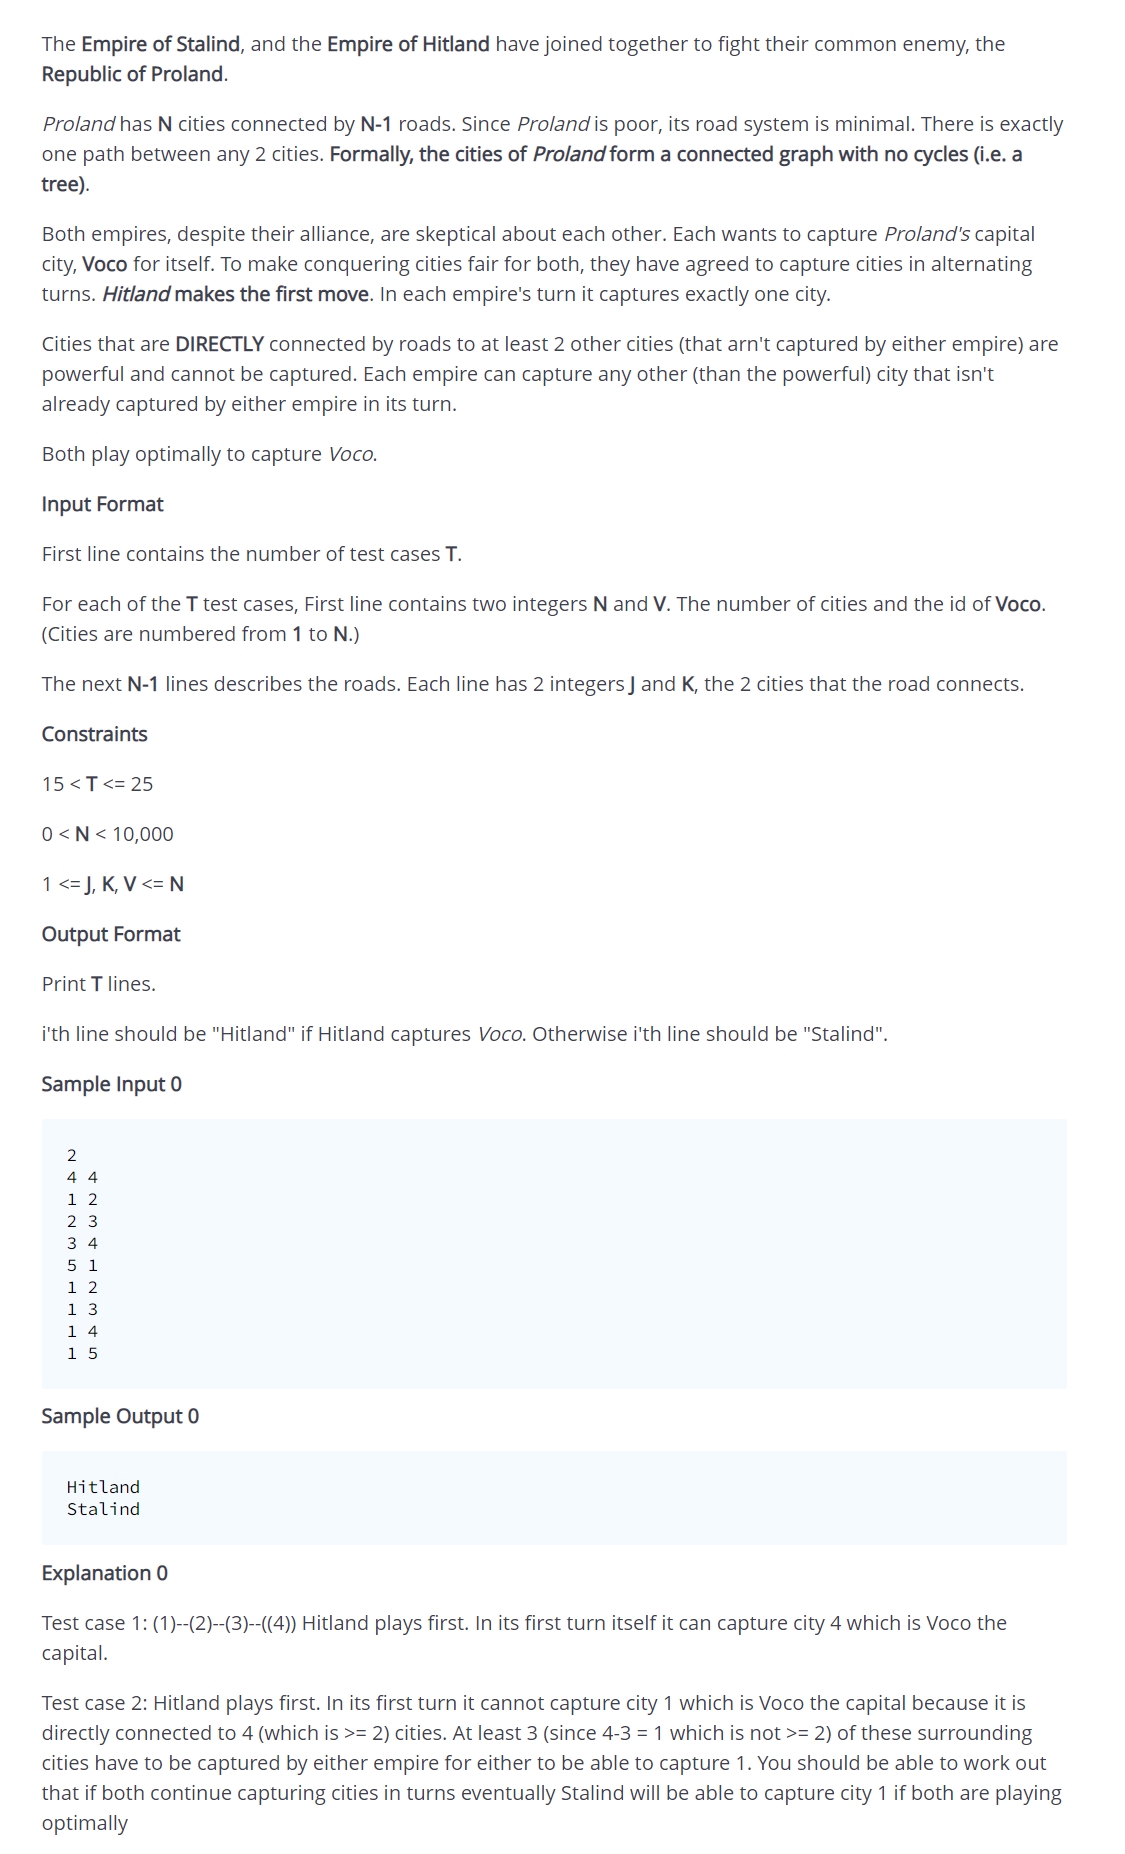 The Empire of Stalind, and the Empire of Hitland have joined together to fight their common enemy, the
Republic of Proland.
Proland has N cities connected by N-1 roads. Since Proland is poor, its road system is minimal. There is exactly
one path between any 2 cities. Formally, the cities of Proland form a connected graph with no cycles (i.e. a
tree).
Both empires, despite their alliance, are skeptical about each other. Each wants to capture Proland's capital
city, Voco for itself. To make conquering cities fair for both, they have agreed to capture cities in alternating
turns. Hitland makes the first move. In each empire's turn it captures exactly one city.
Cities that are DIRECTLY connected by roads to at least 2 other cities (that arn't captured by either empire) are
powerful and cannot be captured. Each empire can capture any other (than the powerful) city that isn't
already captured by either empire in its turn.
Both play optimally to capture Voco.
Input Format
First line contains the number of test cases T.
For each of the T test cases, First line contains two integers N and V. The number of cities and the id of Voco.
(Cities are numbered from 1 to N.)
The next N-1 lines describes the roads. Each line has 2 integers J and K, the 2 cities that the road connects.
Constraints
15 < T <= 25
0 < N < 10,000
1 <= J, K, V <= N
Output Format
Print T lines.
i'th line should be "Hitland" if Hitland captures Voco. Otherwise i'th line should be "Stalind".
Sample Input 0
2
4 4
1 2
2 3
3 4
5 1
1 2
1 3
1 4
1 5
Sample Output 0
Hitland
Stalind
Explanation 0
Test case 1: (1)--(2)--(3)--((4)) Hitland plays first. In its first turn itself it can capture city 4 which is Voco the
capital.
Test case 2: Hitland plays first. In its first turn it cannot capture city 1 which is Voco the capital because it is
directly connected to 4 (which is >= 2) cities. At least 3 (since 4-3 = 1 which is not >= 2) of these surrounding
cities have to be captured by either empire for either to be able to capture 1. You should be able to work out
that if both continue capturing cities in turns eventually Stalind will be able to capture city 1 if both are playing
optimally